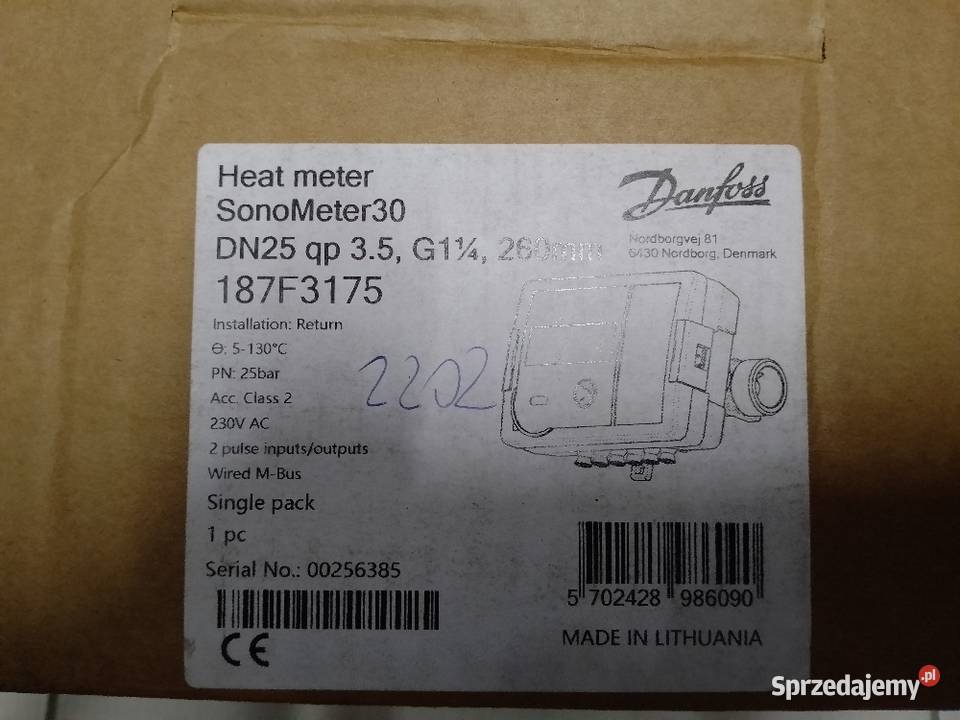 Heat meter
SonoMeter30
DN25 qp 3.5, G1¼, 260mm
187F3175
Installation: Return
Θ: 5-130°C
PN: 25bar
Acc. Class 2
230V AC
2 pulse inputs/outputs
Wired M-Bus
Single pack
1 pc
Serial No.: 00256385
CE
Danfoss
Nordborgvej 81
6430 Nordborg, Denmark
2202
5 702428 986090
MADE IN LITHUANIA
Sprzedajemy.pl